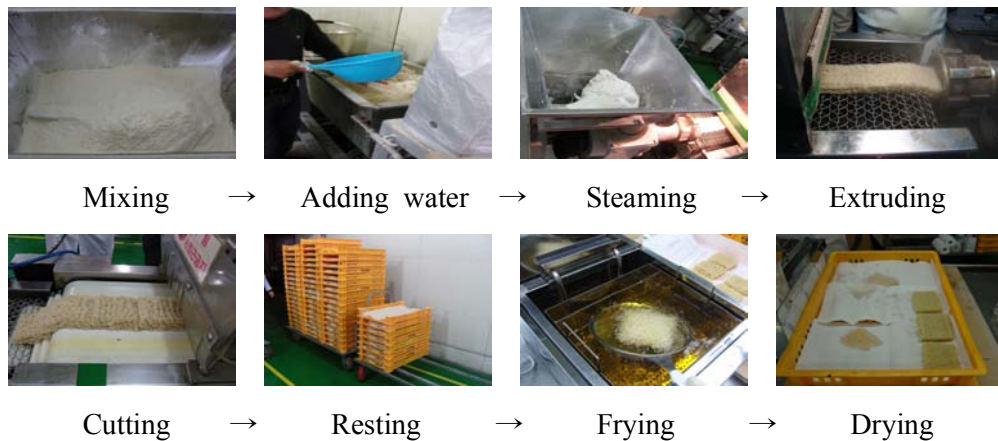 Mixing → Adding water → Steaming → Extruding
Cutting → Resting → Frying → Drying